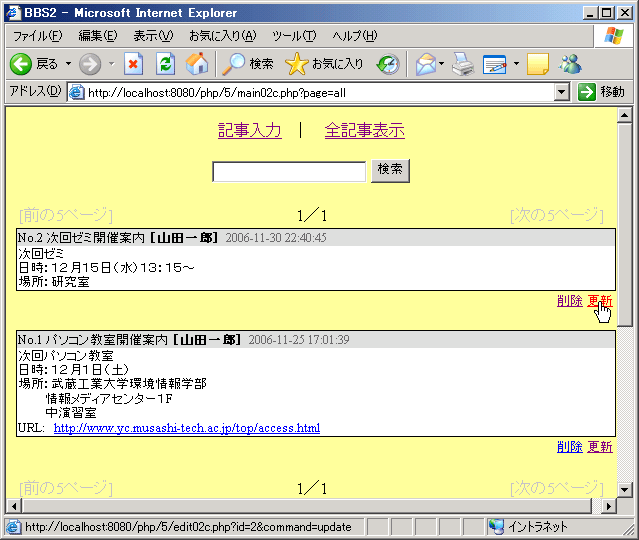 BBS2 - Microsoft Internet Explorer
ファイル(F) 編集(E) 表示(V) お気に入り(A) ツール(T) ヘルプ(H)
戻る 検索 お気に入り
アドレス(D) http://localhost:8080/php/5/main02c.php?page=all 移動
記事入力 | 全記事表示
検索
[前の5ページ] 1／1 [次の5ページ]
No.2 次回ゼミ開催案内 [山田一郎] 2006-11-30 22:40:45
次回ゼミ
日時：１２月１５日（水）１３：１５～
場所：研究室
削除 更新
No.1 パソコン教室開催案内 [山田一郎] 2006-11-25 17:01:39
次回パソコン教室
日時：１２月１日（土）
場所：武蔵工業大学環境情報学部
情報メディアセンター１F
中演習室
URL: http://www.yc.musashi-tech.ac.jp/top/access.html
削除 更新
[前の5ページ] 1／1 [次の5ページ]
http://localhost:8080/php/5/edit02c.php?id=2&command=update イントラネット